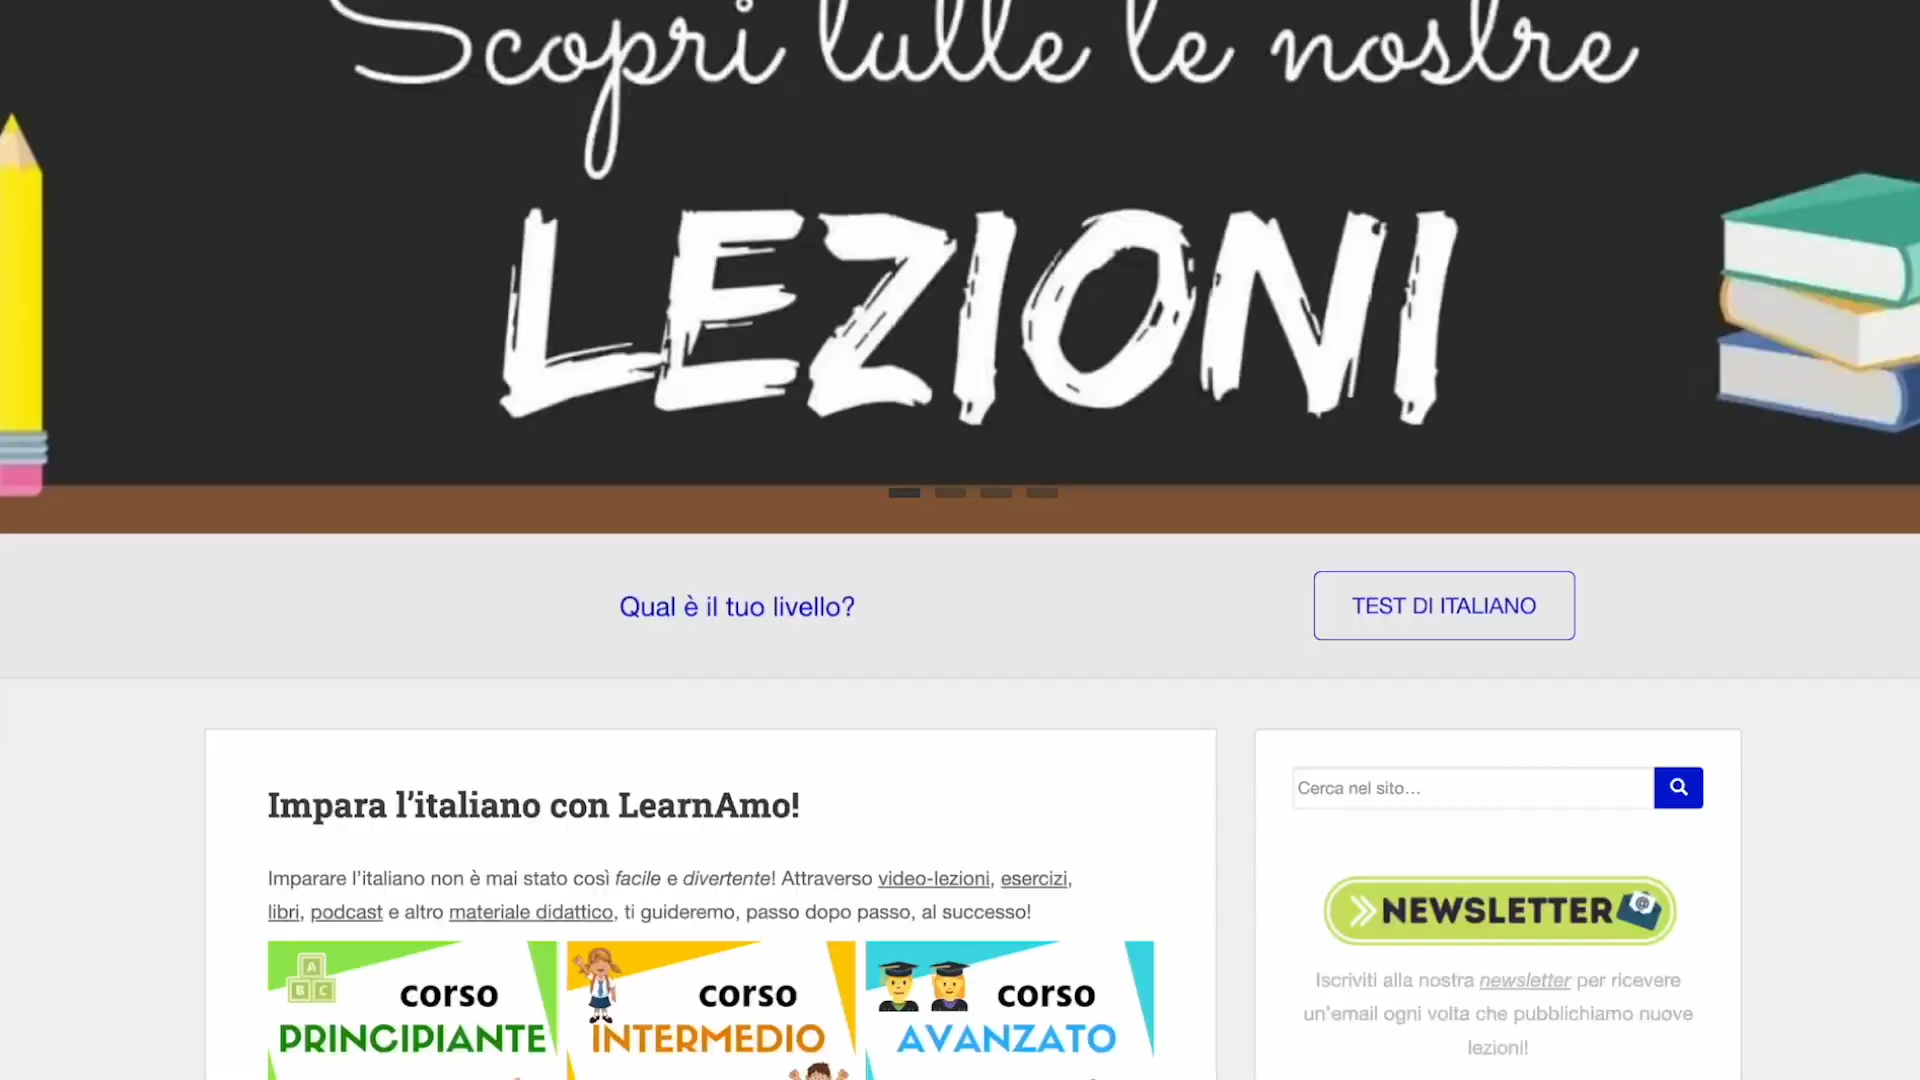 Scopri tutte le nostre
LEZIONI
Qual è il tuo livello?
TEST DI ITALIANO
Impara l’italiano con LearnAmo!
Imparare l’italiano non è mai stato così facile e divertente! Attraverso video-lezioni, esercizi,
libri, podcast e altro materiale didattico, ti guideremo, passo dopo passo, al successo!
A
B C
corso
PRINCIPIANTE
corso
INTERMEDIO
corso
AVANZATO
Cerca nel sito...
NEWSLETTER
@
Iscriviti alla nostra newsletter per ricevere
un’email ogni volta che pubblichiamo nuove
lezioni!